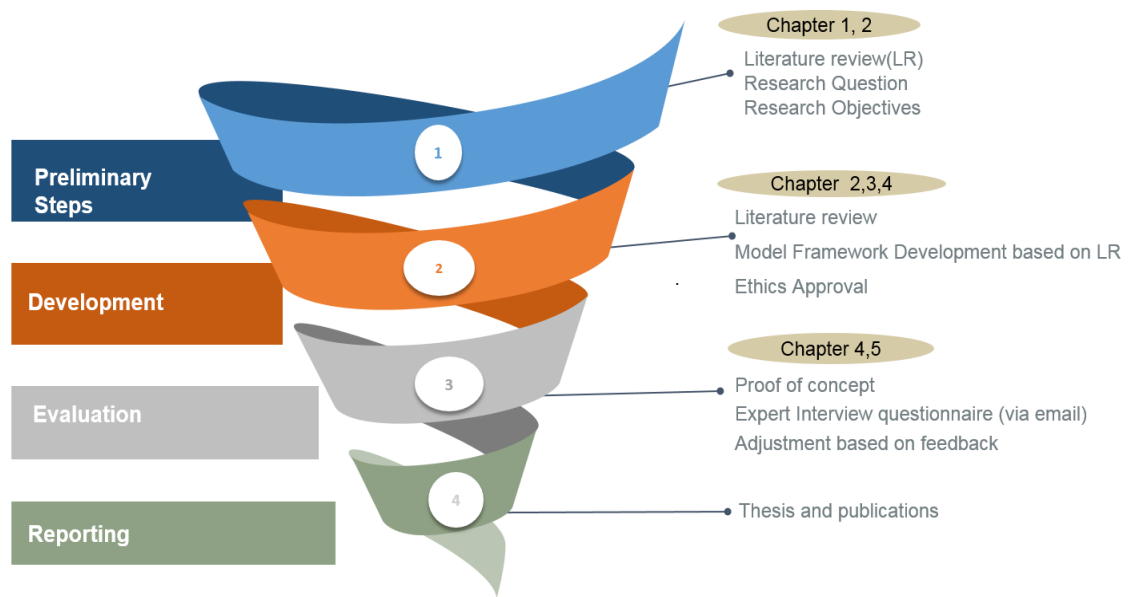 Chapter 1, 2
Literature review(LR)
Research Question
Research Objectives
1
Preliminary
Steps
Chapter 2,3,4
Literature review
Model Framework Development based on LR
Ethics Approval
2
Development
.
Chapter 4,5
Proof of concept
Expert Interview questionnaire (via email)
Adjustment based on feedback
3
Evaluation
4
Thesis and publications
Reporting